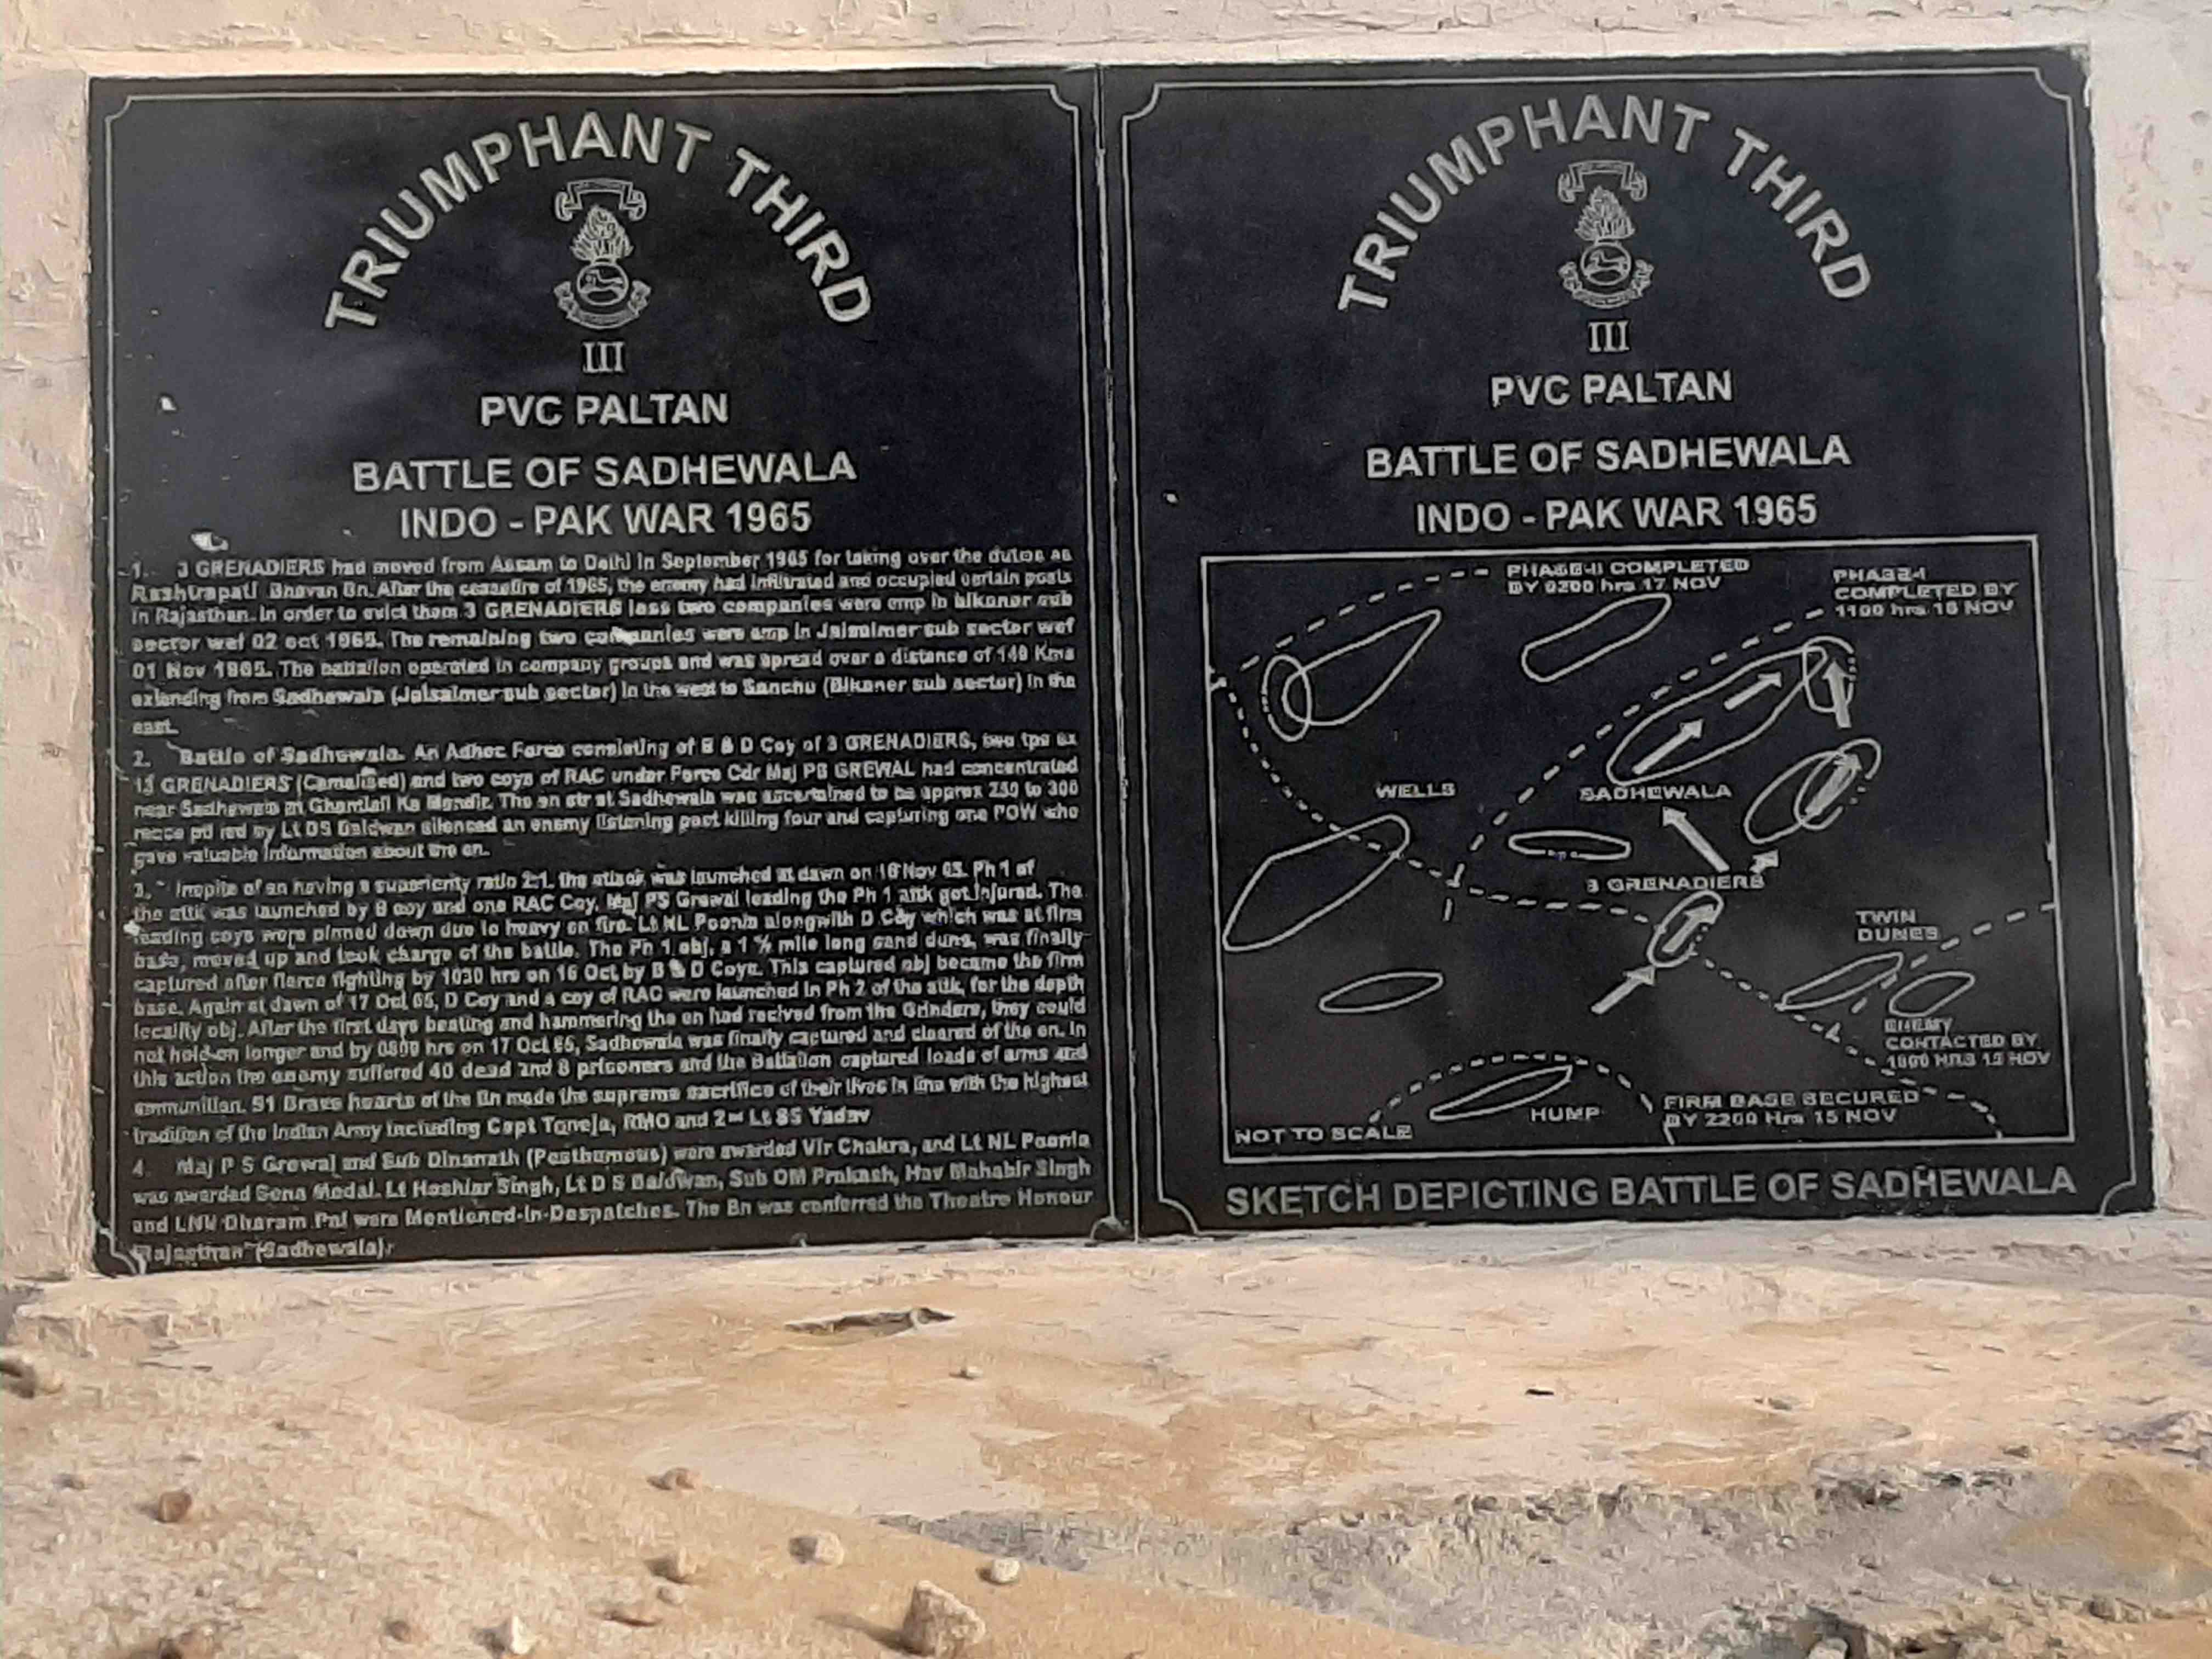 TRIUMPHANT THIRD
III
PVC PALTAN
BATTLE OF SADHEWALA
INDO - PAK WAR 1965
1. 3 GRENADIERS had moved from Assam to Delhi in September 1965 for taking over the duties as
Rashtrapati Bhavan Bn. After the ceasefire of 1965, the enemy had infiltrated and occupied certain posts
in Rajasthan. In order to evict them 3 GRENADIERS less two companies were emp in bikaner sub
sector wef 02 oct 1965. The remaining two companies were emp in Jaisalmer sub sector wef
01 Nov 1965. The battalion operated in company groups and was spread over a distance of 140 Kms
extending from Sadhewala (Jaisalmer sub sector) in the west to Sanchu (Bikaner sub sector) in the
east.
2. Battle of Sadhewala. An Adhoc Force consisting of B & D Coy of 3 GRENADIERS, two tps ex
13 GRENADIERS (Camelised) and two coys of RAC under Force Cdr Maj PS GREWAL had concentrated
near Sadhewala at Ghantiali Ka Mandir. The en str at Sadhewala was ascertained to be approx 250 to 300
recce ptl led by Lt DS Baldwan silenced an enemy listening post killing four and capturing one POW who
gave valuable information about the en.
3. Inspite of en having a superiority ratio 2:1, the attack was launched at dawn on 16 Nov 65. Ph 1 of
the attk was launched by B coy and one RAC Coy. Maj PS Grewal leading the Ph 1 attk got injured. The
leading coys were pinned down due to heavy en fire. Lt NL Poonia alongwith D Coy which was at firm
base, moved up and took charge of the battle. The Ph 1 obj, a 1 ½ mile long sand dune, was finally
captured after fierce fighting by 1030 hrs on 16 Oct by B & D Coys. This captured obj became the firm
base. Again at dawn of 17 Oct 65, D Coy and a coy of RAC were launched in Ph 2 of the attk, for the depth
locality obj. After the first days beating and hammering the en had recived from the Grinders, they could
not hold on longer and by hrs on 17 Oct 65, Sadhewala was finally captured and cleared of the en. In
this action the enemy suffered 40 dead and 8 prisoners and the Battalion captured loads of arms and
ammunition. 51 Brave hearts of the Bn made the supreme sacrifice of their lives in line with the highest
tradition of the Indian Army including Capt Taneja, RMO and 2nd Lt SS Yadav
4. Maj P S Grewal and Sub Dinanath (Posthumous) were awarded Vir Chakra, and Lt NL Poonia
was awarded Sena Medal. Lt Hoshiar Singh, Lt D S Baldwan, Sub OM Prakash, Hav Mahabir Singh
and LNK Dharam Pal were Mentioned-in-Despatches. The Bn was conferred the Theatre Honour
Rajasthan (Sadhewala).
TRIUMPHANT THIRD
III
PVC PALTAN
BATTLE OF SADHEWALA
INDO - PAK WAR 1965
PHASE-II COMPLETED
BY 0200 hrs 17 NOV
PHASE-I
COMPLETED BY
1100 hrs 16 NOV
WELLS
SADHEWALA
3 GRENADIERS
TWIN
DUNES
ENEMY
CONTACTED BY
HRS NOV
FIRM BASE SECURED
BY 2200 Hrs 15 NOV
HUMP
NOT TO SCALE
SKETCH DEPICTING BATTLE OF SADHEWALA